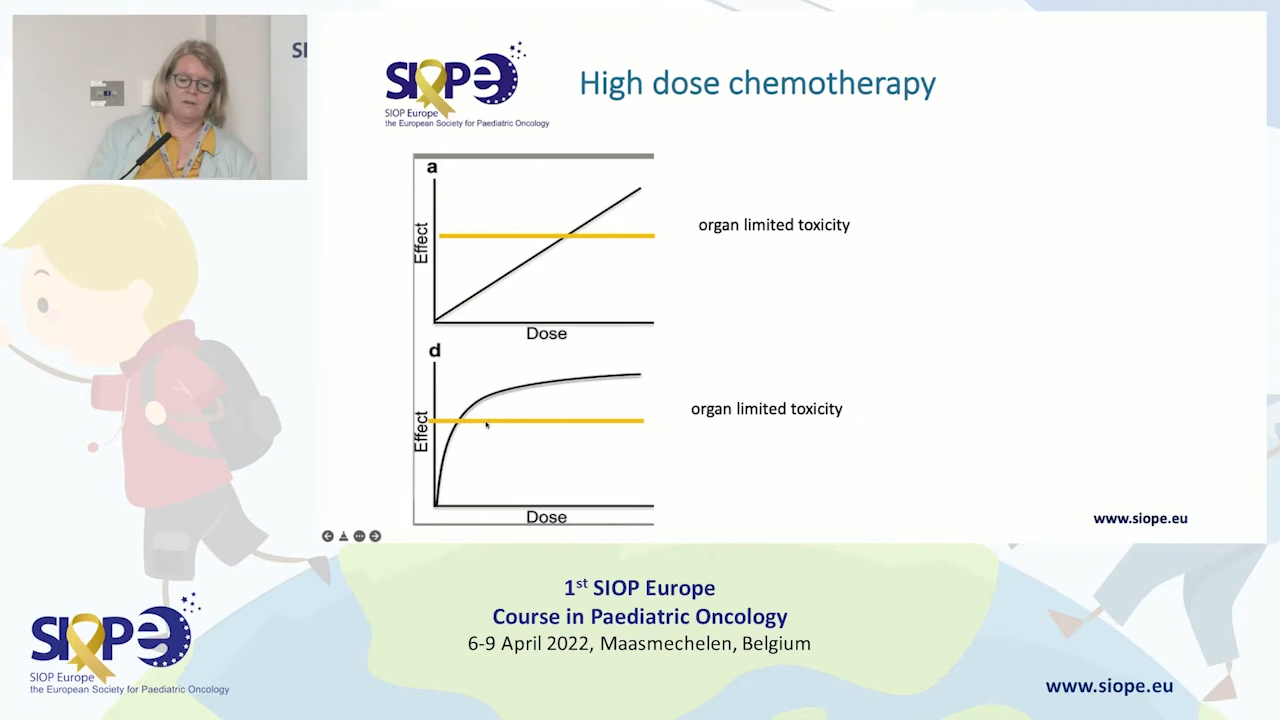 SI
SIOPe
SIOP Europe
the European Society for Paediatric Oncology
High dose chemotherapy
a
Effect
organ limited toxicity
Dose
d
Effect
organ limited toxicity
Dose
www.siope.eu
1st SIOP Europe
Course in Paediatric Oncology
6-9 April 2022, Maasmechelen, Belgium
SIOPe
SIOP Europe
the European Society for Paediatric Oncology
www.siope.eu